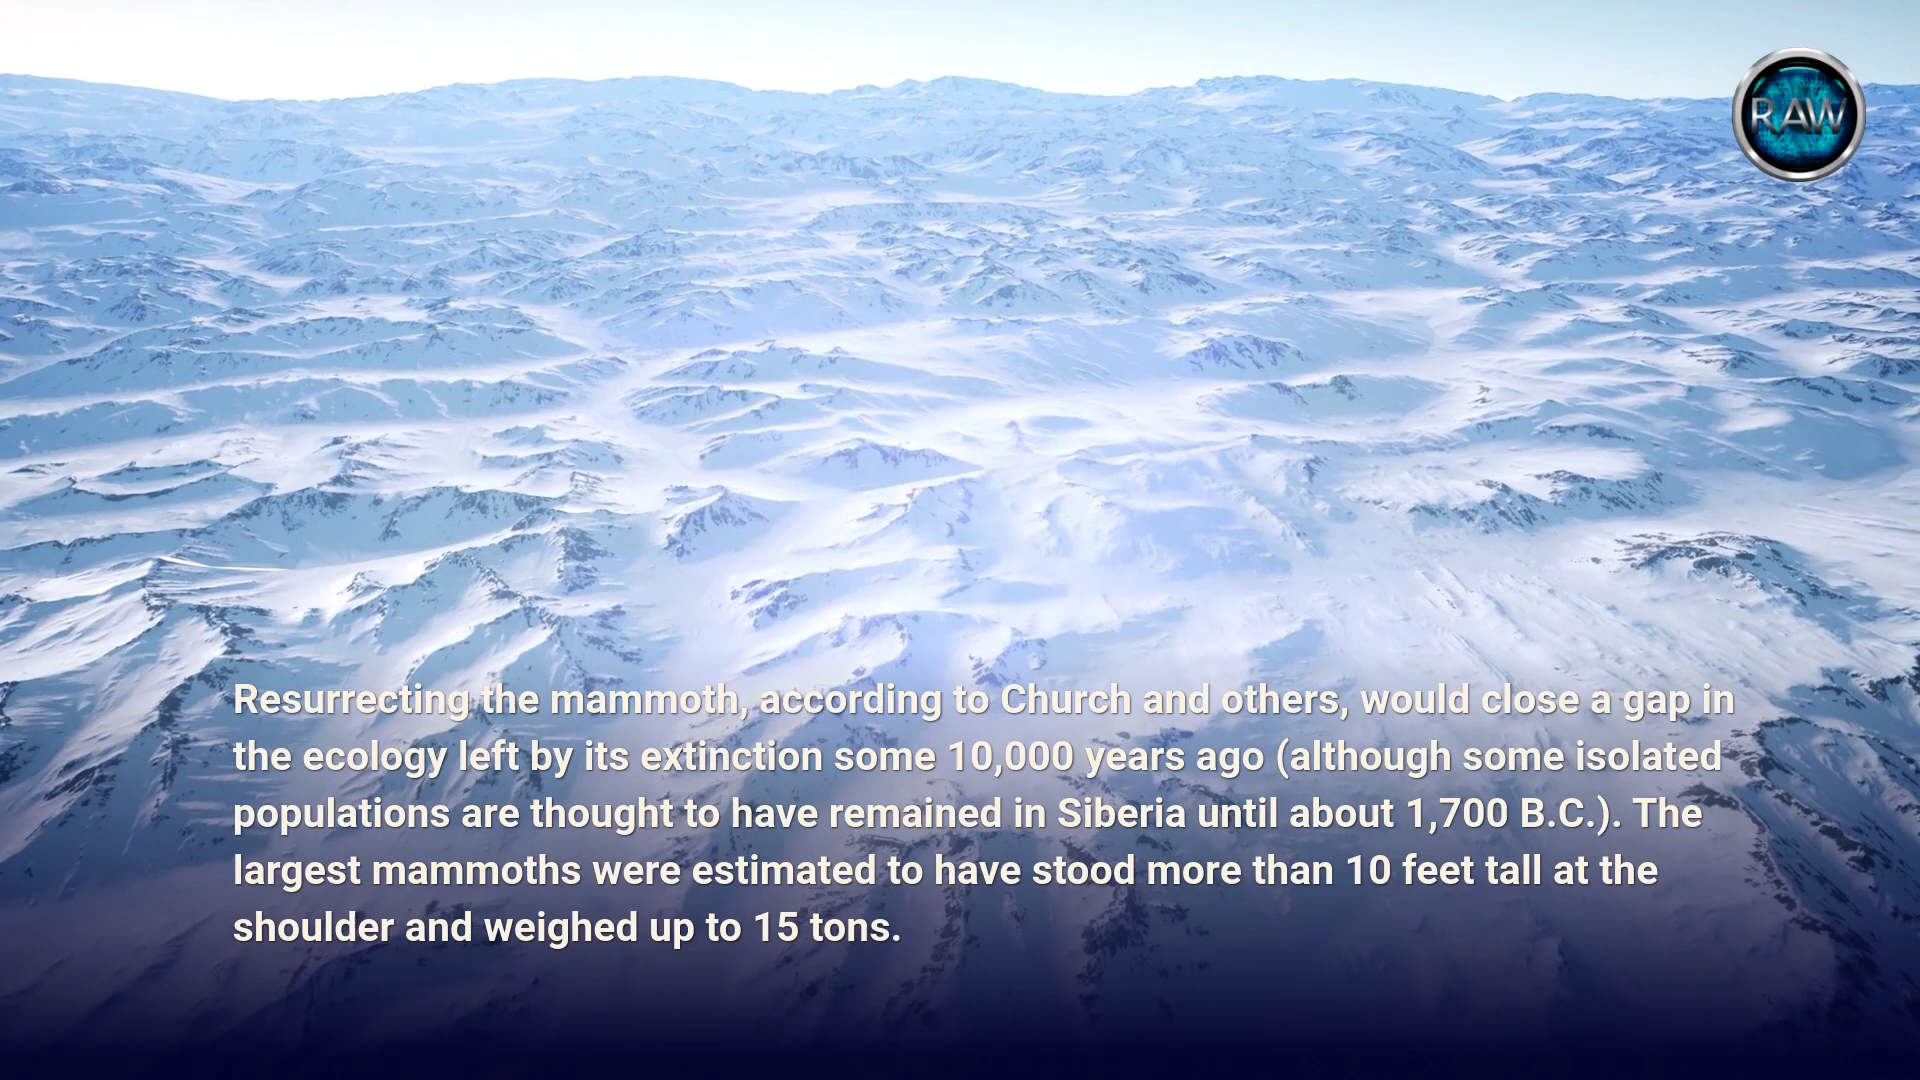 RAW
Resurrecting the mammoth, according to Church and others, would close a gap in
the ecology left by its extinction some 10,000 years ago (although some isolated
populations are thought to have remained in Siberia until about 1,700 B.C.). The
largest mammoths were estimated to have stood more than 10 feet tall at the
shoulder and weighed up to 15 tons.